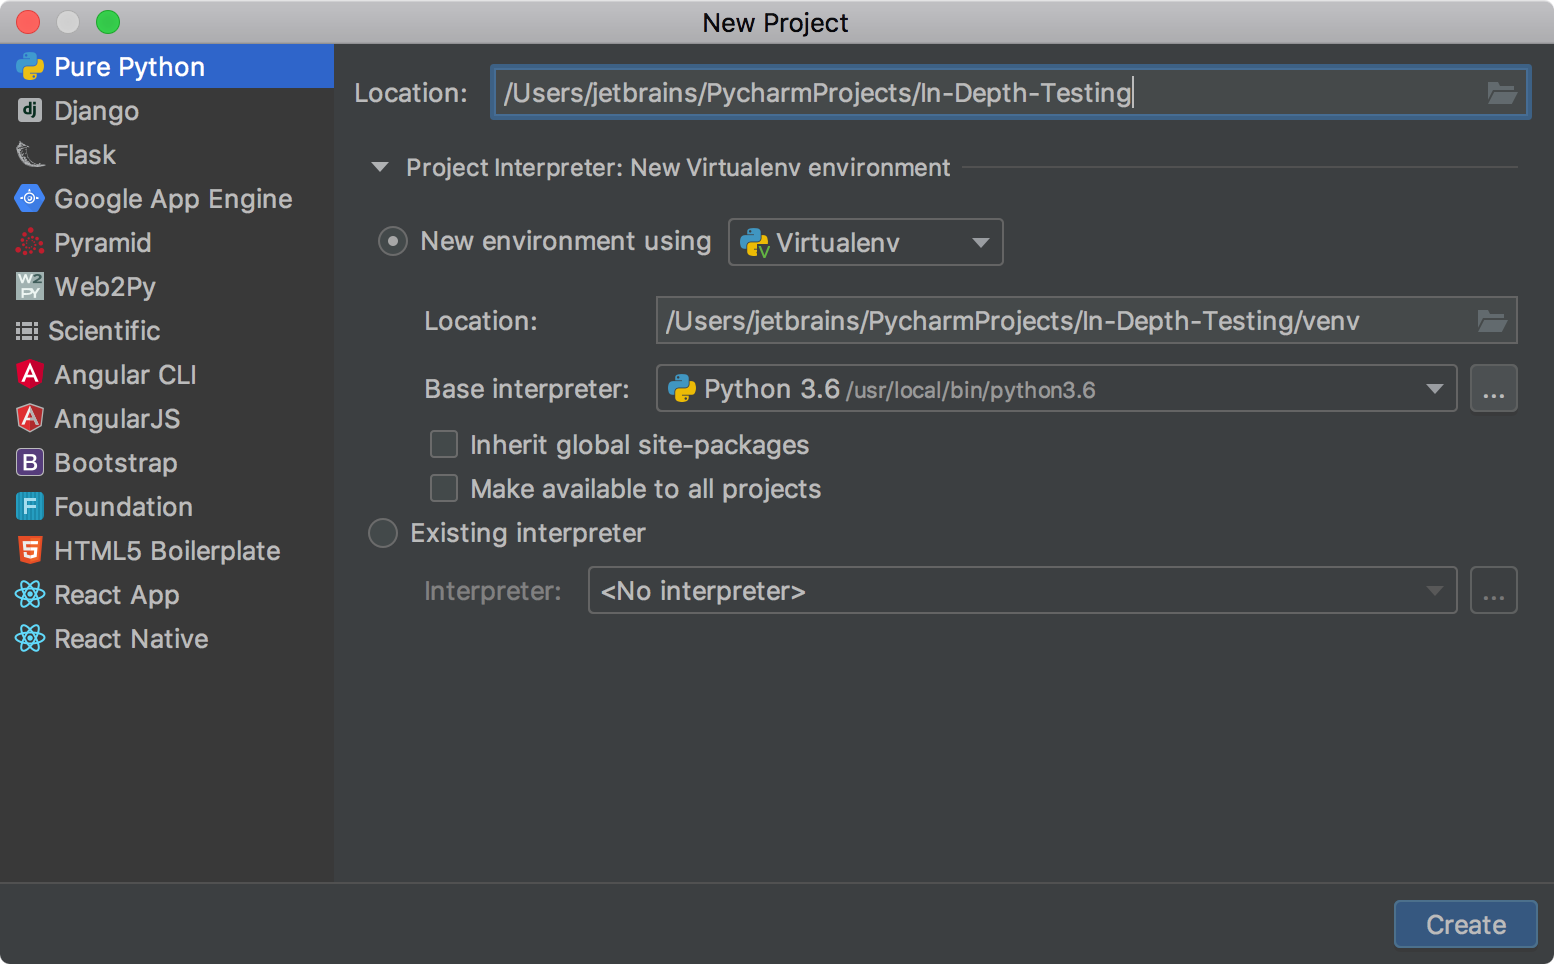 New Project
Pure Python
dj Django
Flask
Google App Engine
Pyramid
W2PY Web2Py
Scientific
A Angular CLI
A AngularJS
B Bootstrap
F Foundation
5 HTML5 Boilerplate
React App
React Native
Location: /Users/jetbrains/PycharmProjects/In-Depth-Testing
Project Interpreter: New Virtualenv environment
New environment using V Virtualenv
Location: /Users/jetbrains/PycharmProjects/In-Depth-Testing/venv
Base interpreter: Python 3.6 /usr/local/bin/python3.6 ...
Inherit global site-packages
Make available to all projects
Existing interpreter
Interpreter: <No interpreter> ...
Create